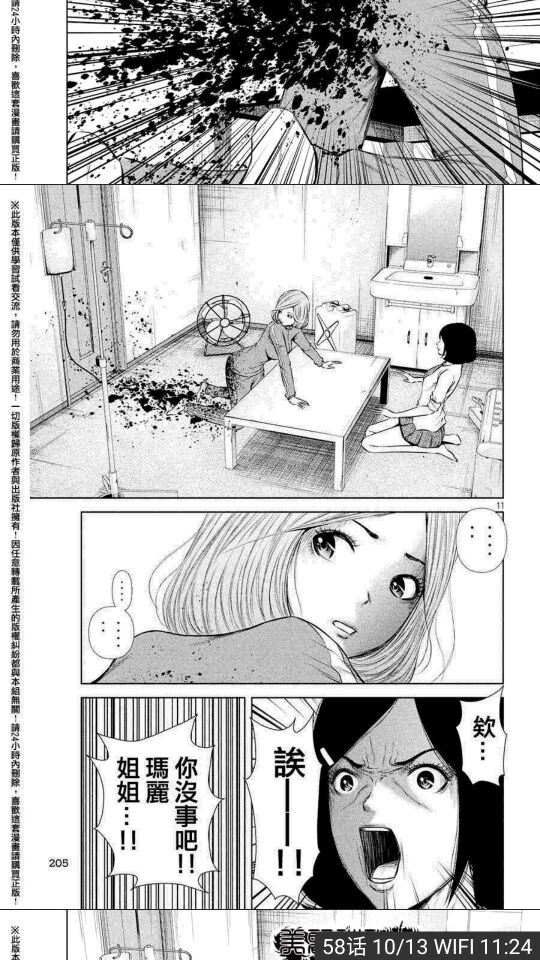 請24小時內刪除，喜歡這套漫畫請購買正版！
※此版本僅供學習試看交流，請勿用於商業用途！一切版權歸原作者與出版社擁有！因任意轉載所產生的版權糾紛都與本組無關！請24小時內刪除，喜歡這套漫畫請購買正版！
11
‥‥
‥‥
‥‥
‥‥
欸…
誒——!!
你沒事吧!!
瑪麗
姐姐…!!
205
※此版本
美
58话 10/13 WIFI 11:24